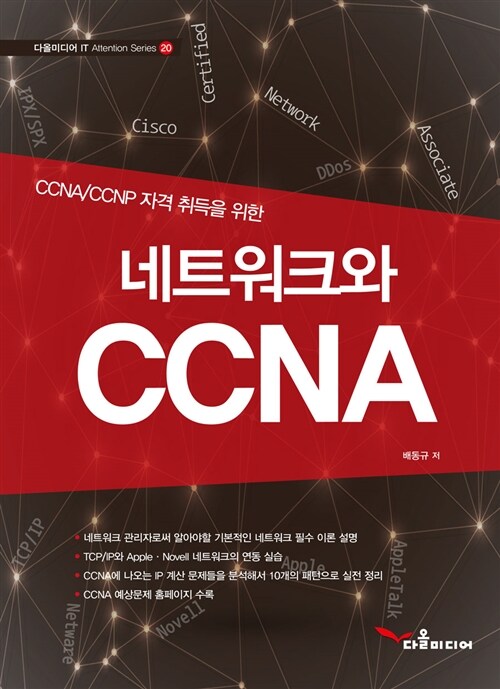 다올미디어 IT Attention Series 20
Certified
IPX/SPX
Network
Cisco
DDos
Associate
CCNA/CCNP 자격 취득을 위한
네트워크와
CCNA
배동규 저
TCP/IP
• 네트워크 관리자로써 알아야할 기본적인 네트워크 필수 이론 설명
• TCP/IP와 Apple · Novell 네트워크의 연동 실습
• CCNA에 나오는 IP 계산 문제들을 분석해서 10개의 패턴으로 실전 정리
• CCNA 예상문제 홈페이지 수록
Apple
AppleTalk
Netware
Novell
다올미디어